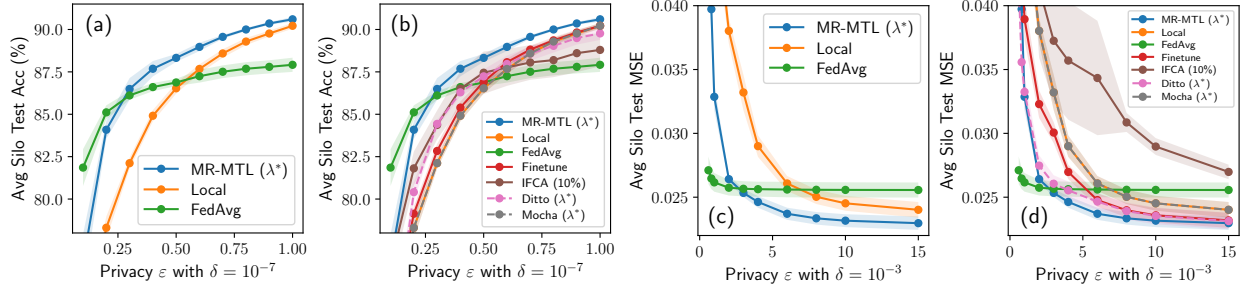 (a)
Avg Silo Test Acc (%)
90.0
87.5
85.0
82.5
80.0
MR-MTL (λ*)
Local
FedAvg
0.25 0.50 0.75 1.00
Privacy ε with δ = 10⁻⁷
(b)
Avg Silo Test Acc (%)
90.0
87.5
85.0
82.5
80.0
MR-MTL (λ*)
Local
FedAvg
Finetune
IFCA (10%)
Ditto (λ*)
Mocha (λ*)
0.25 0.50 0.75 1.00
Privacy ε with δ = 10⁻⁷
(c)
Avg Silo Test MSE
0.040
0.035
0.030
0.025
MR-MTL (λ*)
Local
FedAvg
0 5 10 15
Privacy ε with δ = 10⁻³
(d)
Avg Silo Test MSE
0.040
0.035
0.030
0.025
MR-MTL (λ*)
Local
FedAvg
Finetune
IFCA (10%)
Ditto (λ*)
Mocha (λ*)
0 5 10 15
Privacy ε with δ = 10⁻³